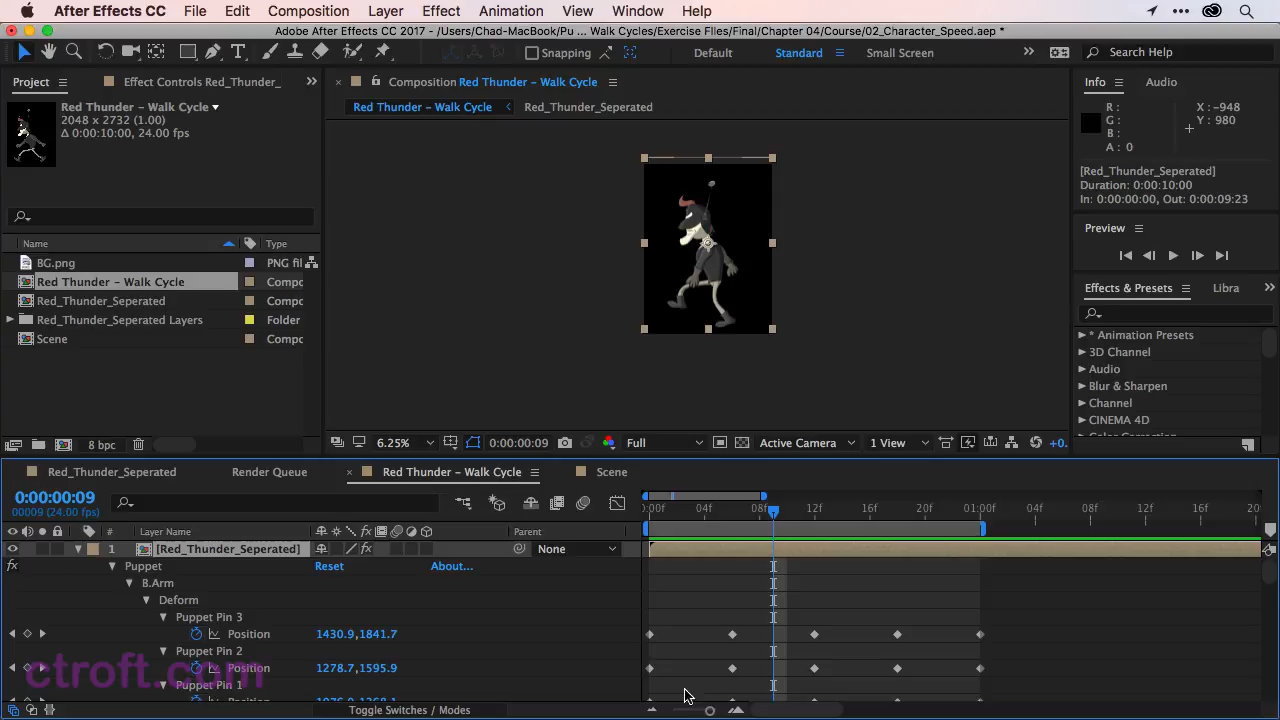 After Effects CC File Edit Composition Layer Effect Animation View Window Help
Adobe After Effects CC 2017 - /Users/Chad-MacBook/Pu ... Walk Cycles/Exercise FIles/Final/Chapter 04/Course/02_Character_Speed.aep *
Snapping Default Standard Small Screen Search Help
Project Effect Controls Red_Thunder_
Red Thunder – Walk Cycle
2048 x 2732 (1.00)
Δ 0:00:10:00, 24.00 fps
Name Type
BG.png PNG fil
Red Thunder – Walk Cycle Compo
Red_Thunder_Seperated Compo
Red_Thunder_Seperated Layers Folder
Scene Compo
8 bpc
Composition Red Thunder – Walk Cycle
Red Thunder – Walk Cycle Red_Thunder_Seperated
6.25% 0:00:00:09 Full Active Camera 1 View +0.
Info Audio
R: X: -948
G: Y: 980
B:
A: 0
[Red_Thunder_Seperated]
Duration: 0:00:10:00
In: 0:00:00:00, Out: 0:00:09:23
Preview
Effects & Presets Libra
* Animation Presets
3D Channel
Audio
Blur & Sharpen
Channel
CINEMA 4D
Red_Thunder_Seperated Render Queue Red Thunder – Walk Cycle Scene
0:00:00:09
00009 (24.00 fps)
:00f 04f 08f 12f 16f 20f 01:00f 04f 08f 12f 16f 20
# Layer Name Parent
1 [Red_Thunder_Seperated] None
fx Puppet Reset About...
B.Arm
Deform
Puppet Pin 3
Position 1430.9,1841.7
Puppet Pin 2
Position 1278.7,1595.9
Puppet Pin 1
ctroft.com
Toggle Switches / Modes